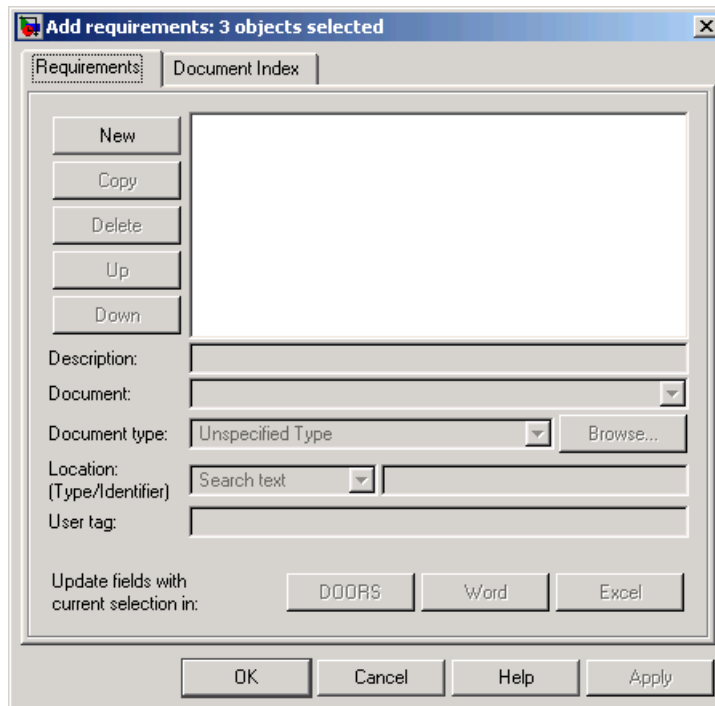 Add requirements: 3 objects selected
Requirements Document Index
New
Copy
Delete
Up
Down
Description:
Document:
Document type: Unspecified Type Browse...
Location:
(Type/Identifier) Search text
User tag:
Update fields with
current selection in: DOORS Word Excel
OK Cancel Help Apply